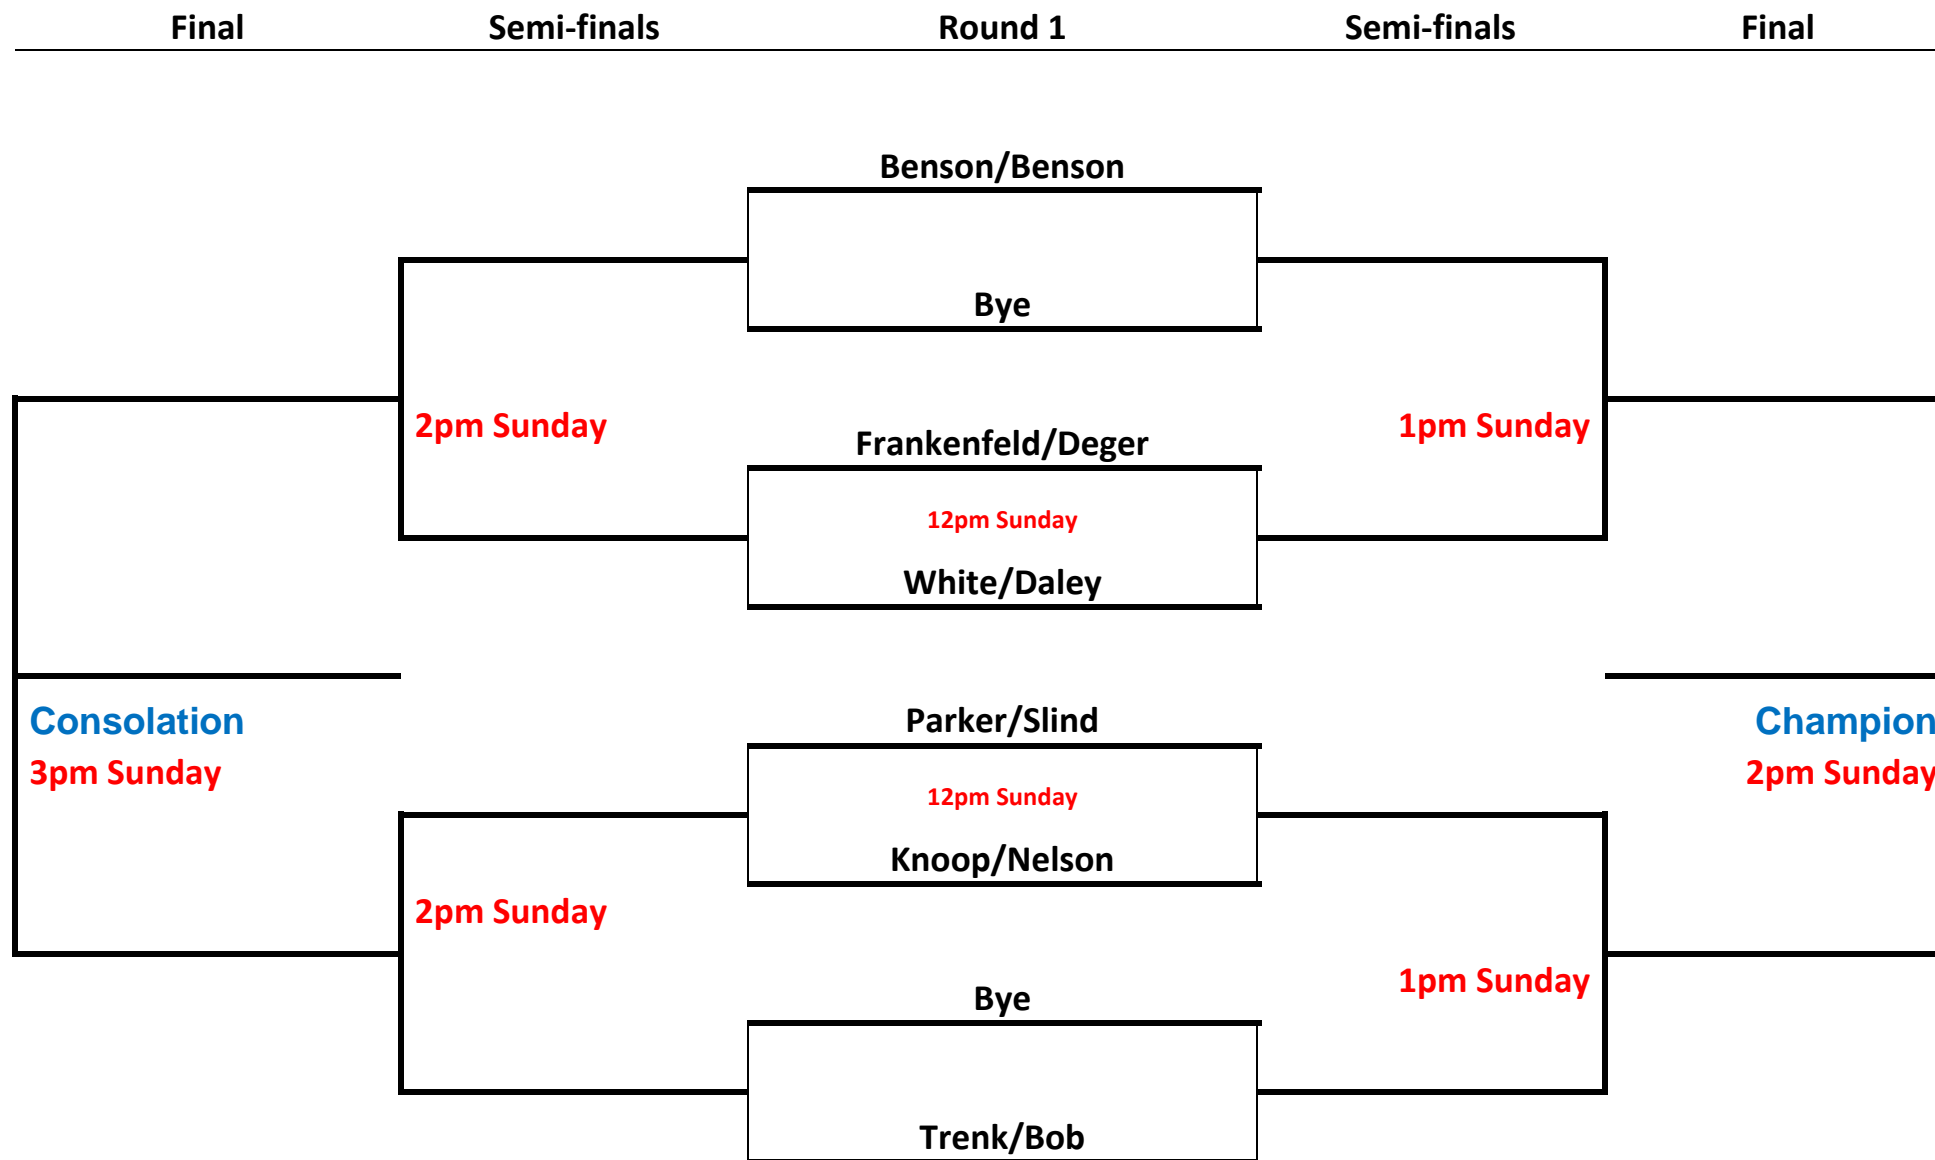 Final Semi-finals Round 1 Semi-finals Final
Benson/Benson
Bye
2pm Sunday 1pm Sunday
Frankenfeld/Deger
12pm Sunday
White/Daley
Consolation Parker/Slind Champion
3pm Sunday 2pm Sunday
12pm Sunday
Knoop/Nelson
2pm Sunday
1pm Sunday
Bye
Trenk/Bob